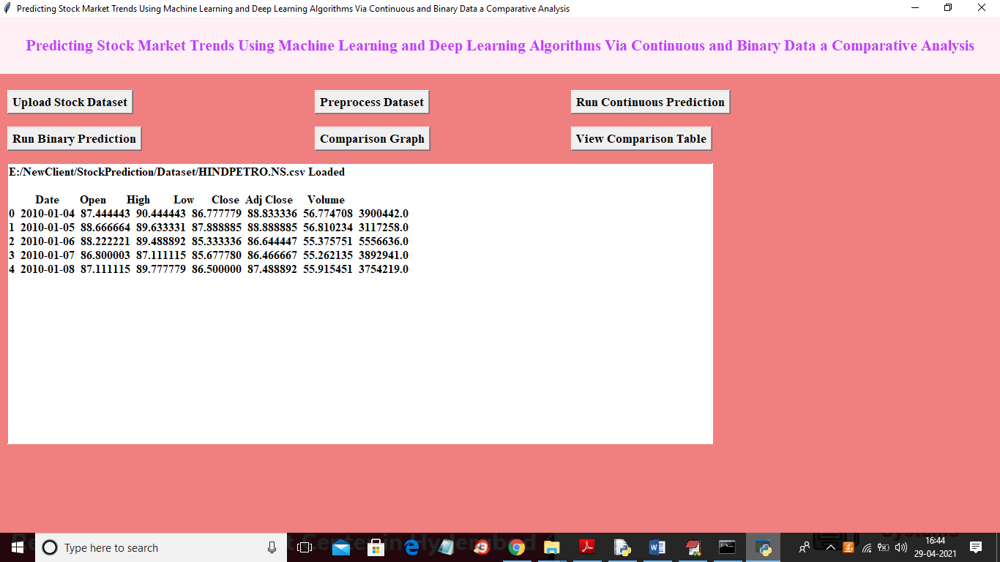 Predicting Stock Market Trends Using Machine Learning and Deep Learning Algorithms Via Continuous and Binary Data a Comparative Analysis
Predicting Stock Market Trends Using Machine Learning and Deep Learning Algorithms Via Continuous and Binary Data a Comparative Analysis
Upload Stock Dataset Preprocess Dataset Run Continuous Prediction
Run Binary Prediction Comparison Graph View Comparison Table
E:/NewClient/StockPrediction/Dataset/HINDPETRO.NS.csv Loaded
Date Open High Low Close Adj Close Volume
0 2010-01-04 87.444443 90.444443 86.777779 88.833336 56.774708 3900442.0
1 2010-01-05 88.666664 89.633331 87.888885 88.888885 56.810234 3117258.0
2 2010-01-06 88.222221 89.488892 85.333336 86.644447 55.375751 5556636.0
3 2010-01-07 86.800003 87.111115 85.677780 86.466667 55.262135 3892941.0
4 2010-01-08 87.111115 89.777779 86.500000 87.488892 55.915451 3754219.0
Type here to search
16:44
29-04-2021